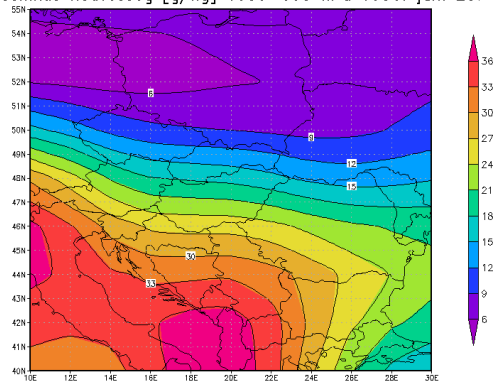 [g/kg]
55N
54N
53N
52N
51N
50N
49N
48N
47N
46N
45N
44N
43N
42N
41N
40N
10E 12E 14E 16E 18E 20E 22E 24E 26E 28E 30E
6
9
12
15
30
33
36
33
30
27
24
21
18
15
12
9
6